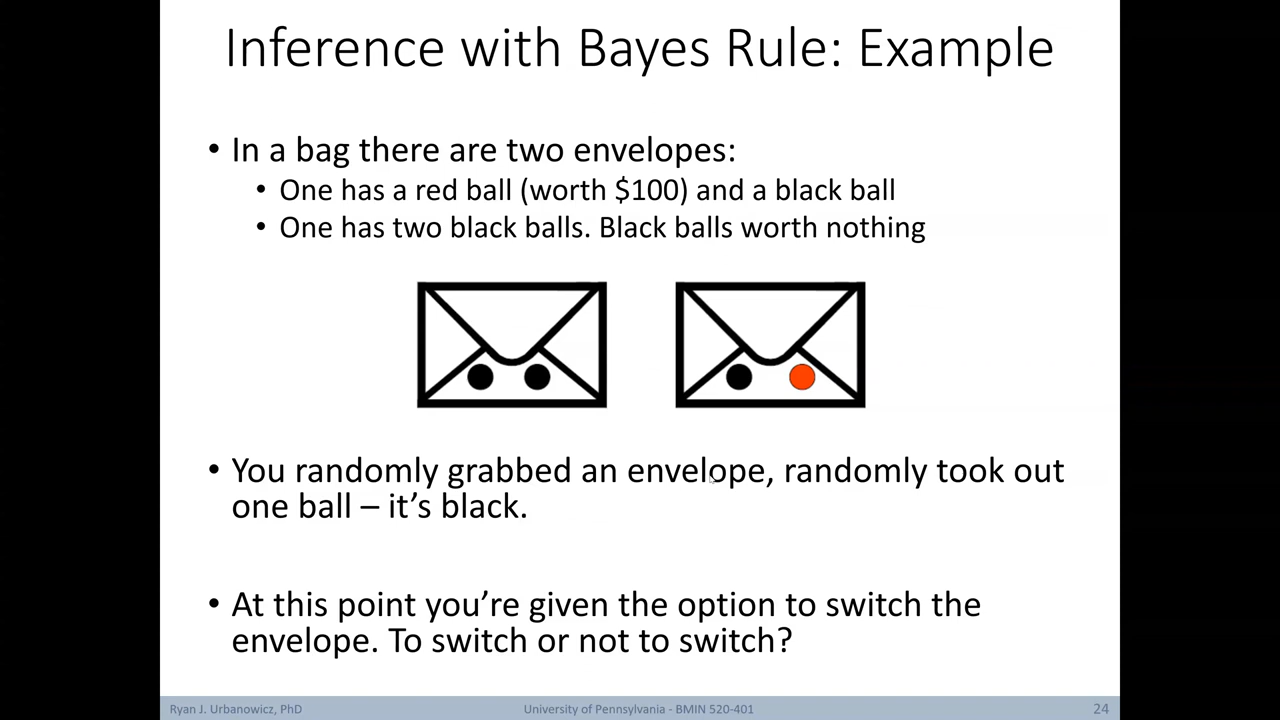 Inference with Bayes Rule: Example
• In a bag there are two envelopes:
• One has a red ball (worth $100) and a black ball
• One has two black balls. Black balls worth nothing
• You randomly grabbed an envelope, randomly took out
one ball – it’s black.
• At this point you’re given the option to switch the
envelope. To switch or not to switch?
Ryan J. Urbanowicz, PhD
University of Pennsylvania - BMIN 520-401
24